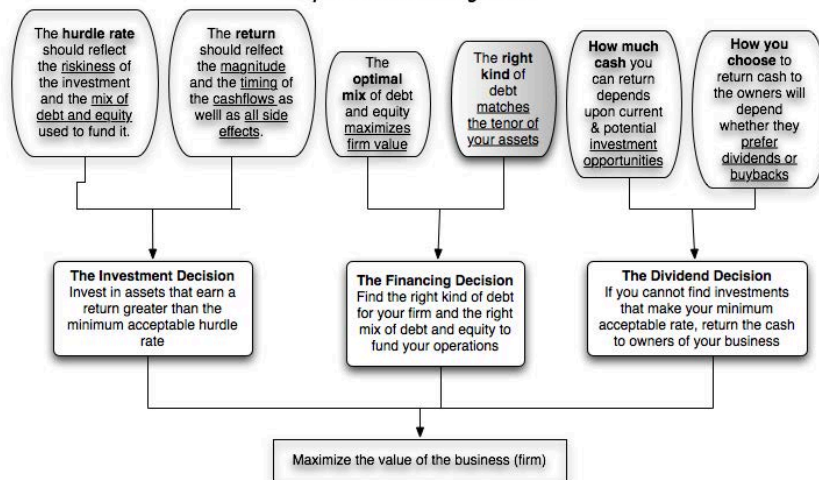 The hurdle rate
should reflect
the riskiness of
the investment
and the mix of
debt and equity
used to fund it.
The return
should relfect
the magnitude
and the timing of
the cashflows as
welll as all side
effects.
The
optimal
mix of debt
and equity
maximizes
firm value
The right
kind of
debt
matches
the tenor of
your assets
How much
cash you
can return
depends
upon current
& potential
investment
opportunities
How you
choose to
return cash to
the owners will
depend
whether they
prefer
dividends or
buybacks
The Investment Decision
Invest in assets that earn a
return greater than the
minimum acceptable hurdle
rate
The Financing Decision
Find the right kind of debt
for your firm and the right
mix of debt and equity to
fund your operations
The Dividend Decision
If you cannot find investments
that make your minimum
acceptable rate, return the cash
to owners of your business
Maximize the value of the business (firm)